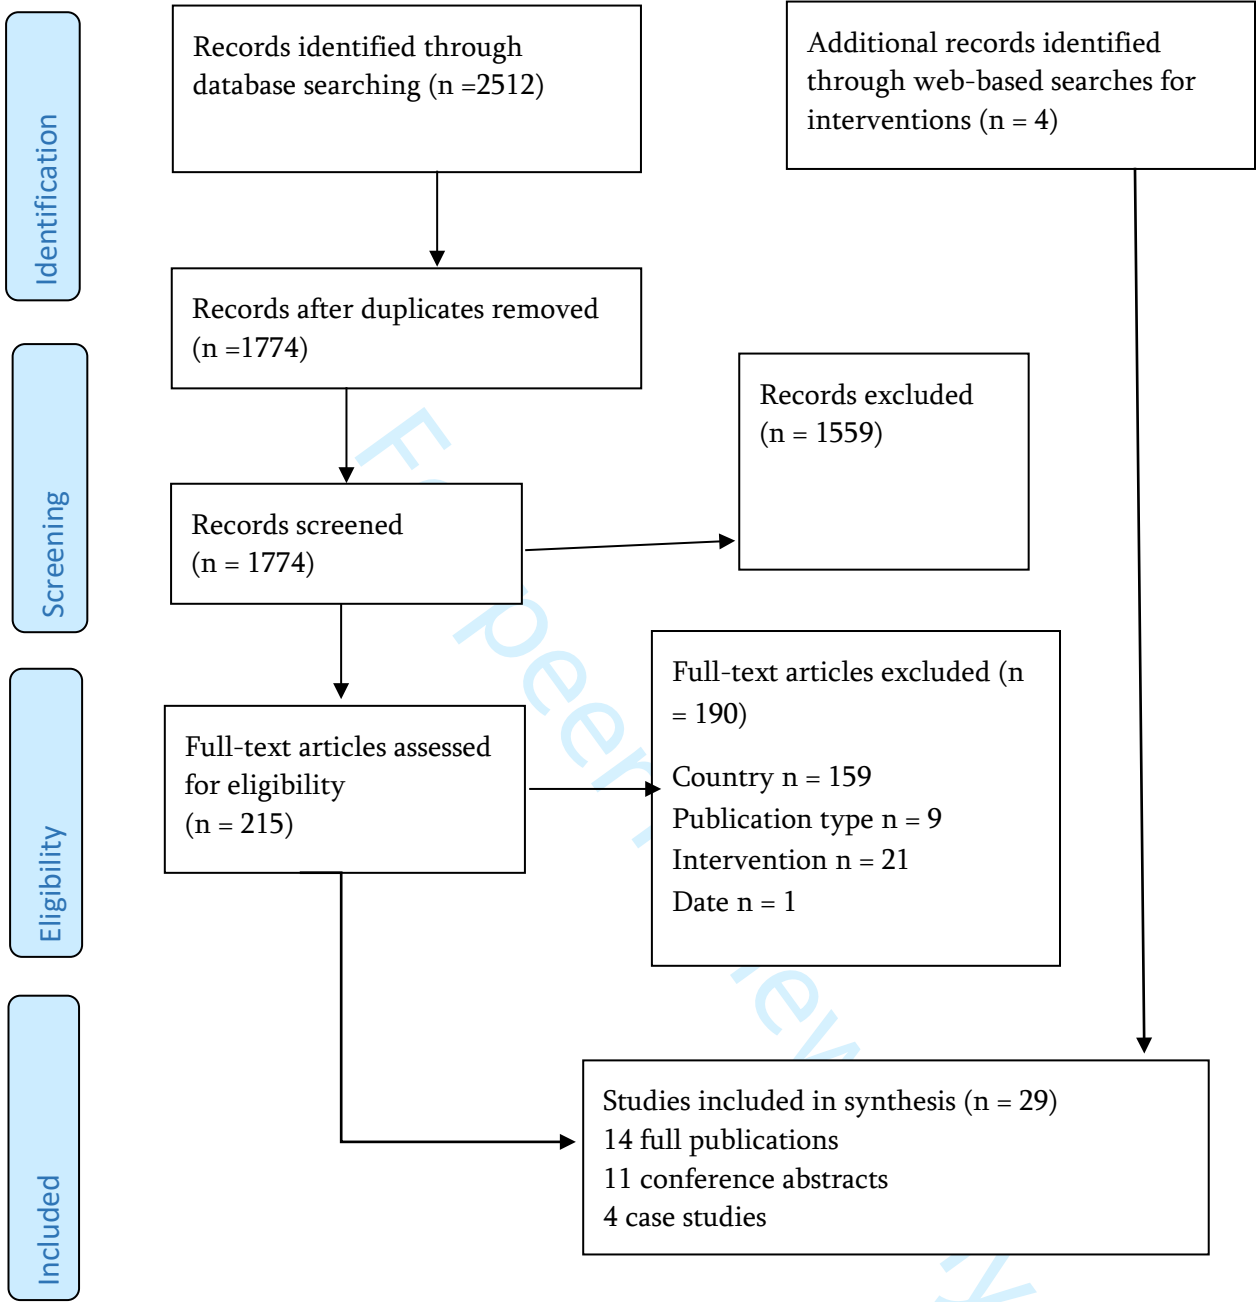 Identification
Records identified through
database searching (n =2512)
Additional records identified
through web-based searches for
interventions (n = 4)
Records after duplicates removed
(n =1774)
Screening
Records screened
(n = 1774)
Records excluded
(n = 1559)
Eligibility
Full-text articles assessed
for eligibility
(n = 215)
Full-text articles excluded (n
= 190)
Country n = 159
Publication type n = 9
Intervention n = 21
Date n = 1
Included
Studies included in synthesis (n = 29)
14 full publications
11 conference abstracts
4 case studies